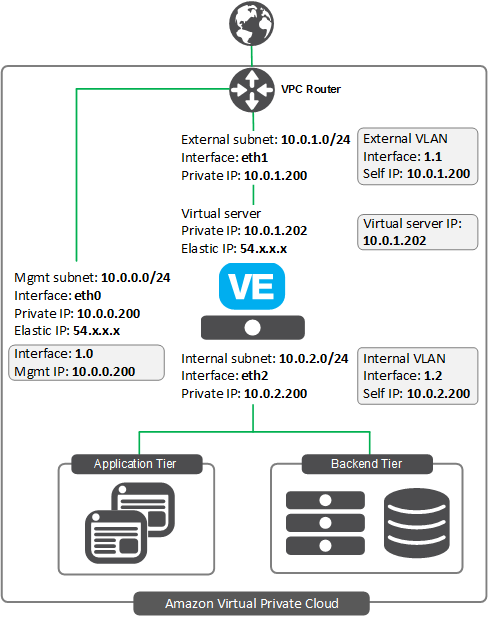 VPC Router
External subnet: 10.0.1.0/24
Interface: eth1
Private IP: 10.0.1.200
External VLAN
Interface: 1.1
Self IP: 10.0.1.200
Virtual server
Private IP: 10.0.1.202
Elastic IP: 54.x.x.x
Virtual server IP:
10.0.1.202
Mgmt subnet: 10.0.0.0/24
Interface: eth0
Private IP: 10.0.0.200
Elastic IP: 54.x.x.x
Interface: 1.0
Mgmt IP: 10.0.0.200
VE
Internal subnet: 10.0.2.0/24
Interface: eth2
Private IP: 10.0.2.200
Internal VLAN
Interface: 1.2
Self IP: 10.0.2.200
Application Tier
Backend Tier
Amazon Virtual Private Cloud